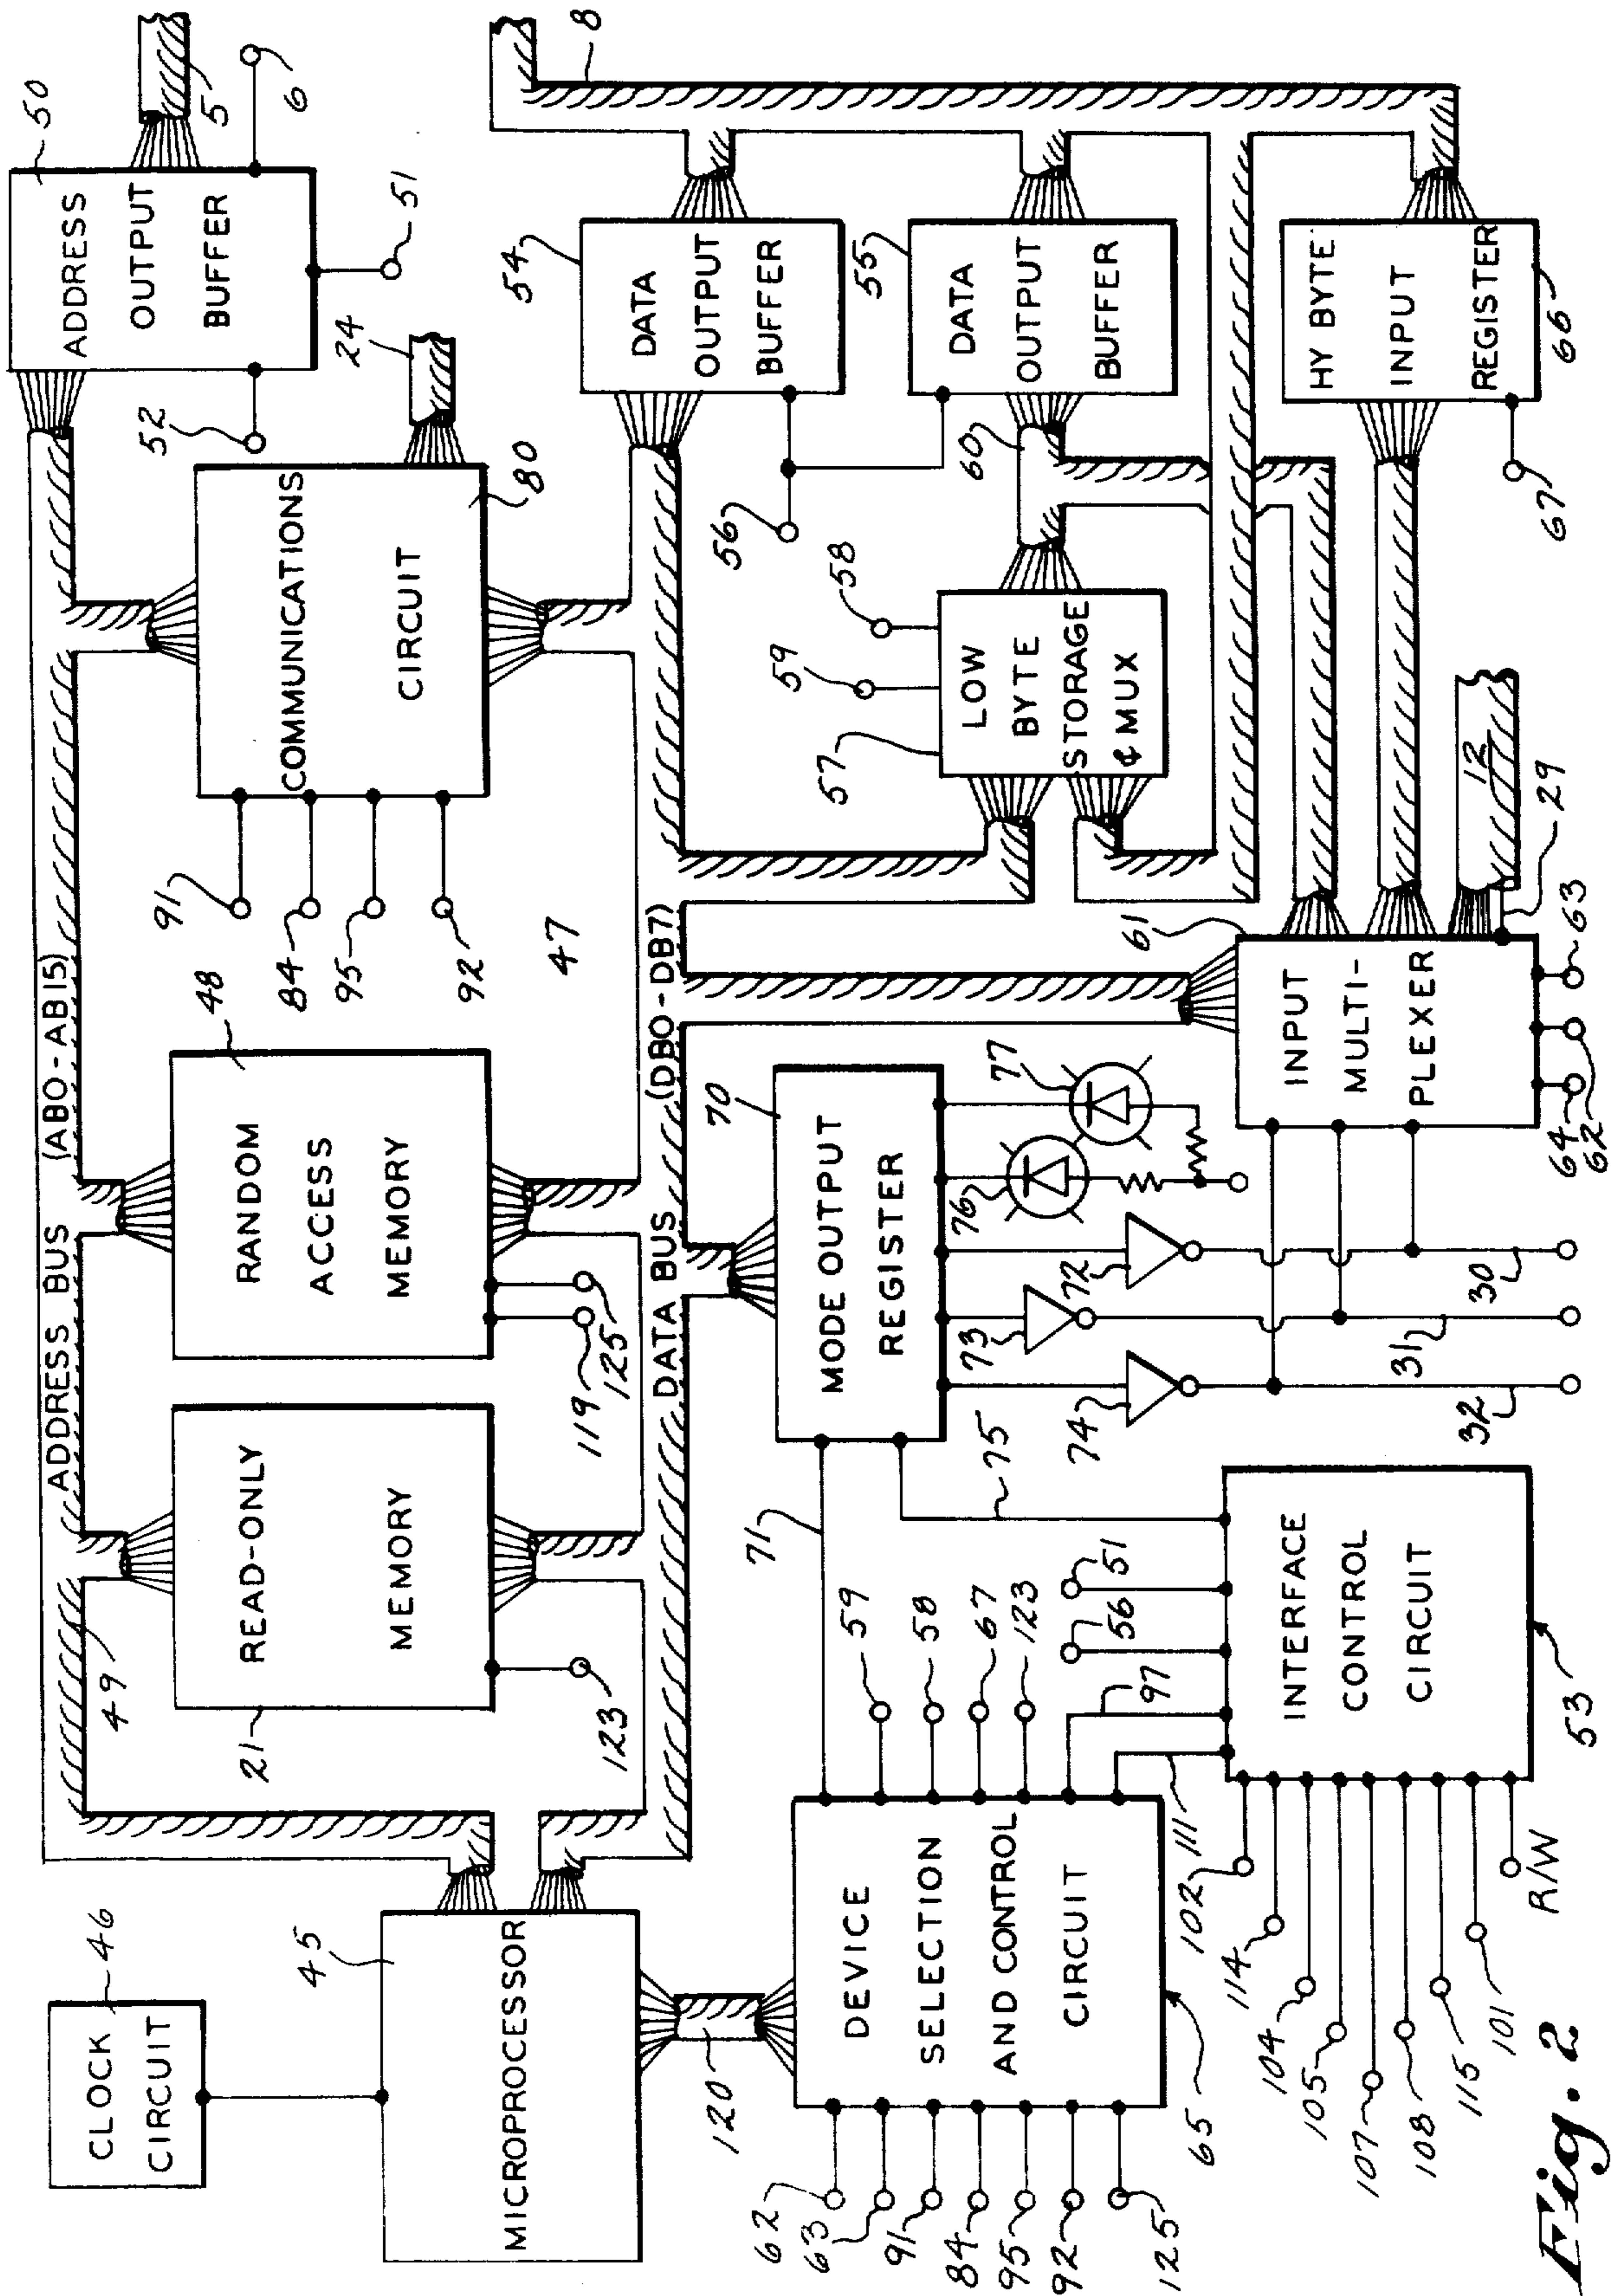 CLOCK
CIRCUIT
46
MICROPROCESSOR
45
ADDRESS BUS
(ABO-AB15)
49
READ-ONLY
MEMORY
21
123
RANDOM
ACCESS
MEMORY
48
119
125
COMMUNICATIONS
CIRCUIT
80
91
84
95
92
47
24
ADDRESS
OUTPUT
BUFFER
50
52
51
5
6
DATA BUS
(DBO-DB7)
DATA
OUTPUT
BUFFER
54
56
DATA
OUTPUT
BUFFER
55
8
LOW
BYTE
STORAGE
& MUX
57
59
58
60
HY BYTE
INPUT
REGISTER
66
67
INPUT
MULTI-
PLEXER
61
12
29
64
62
63
MODE OUTPUT
REGISTER
70
71
75
74
73
72
76
77
32
31
30
DEVICE
SELECTION
AND CONTROL
CIRCUIT
65
120
62
63
91
84
95
92
125
59
58
67
123
97
111
INTERFACE
CONTROL
CIRCUIT
53
56
51
102
114
104
105
107
108
115
101
R/W
Fig. 2